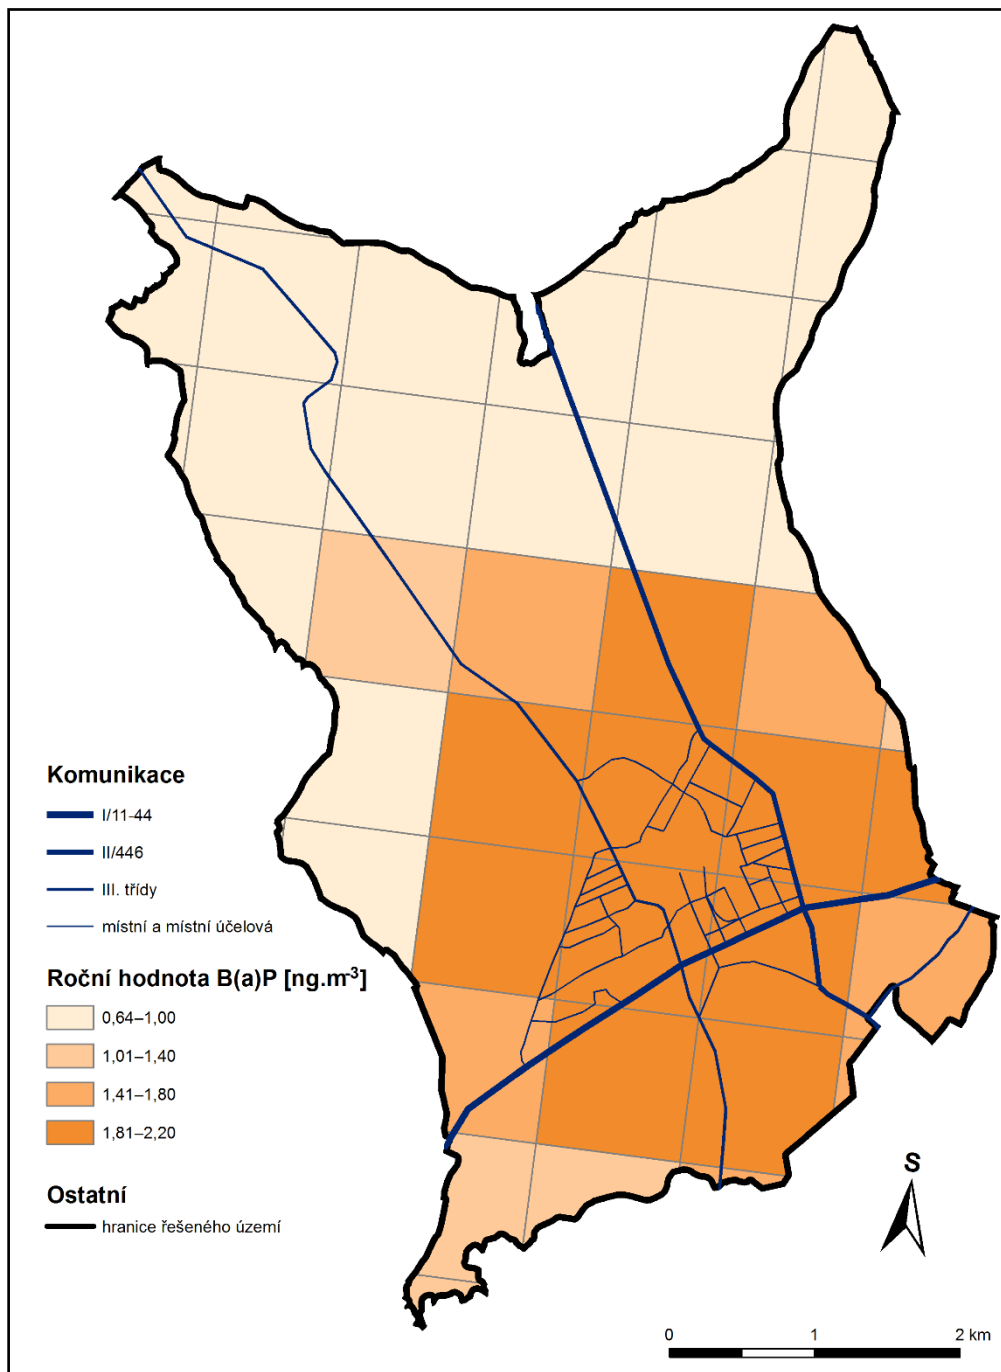 Komunikace
I/11-44
II/446
III. třídy
místní a místní účelová
Roční hodnota B(a)P [ng.m⁻³]
0,64–1,00
1,01–1,40
1,41–1,80
1,81–2,20
Ostatní
hranice řešeného území
S
0 1 2 km